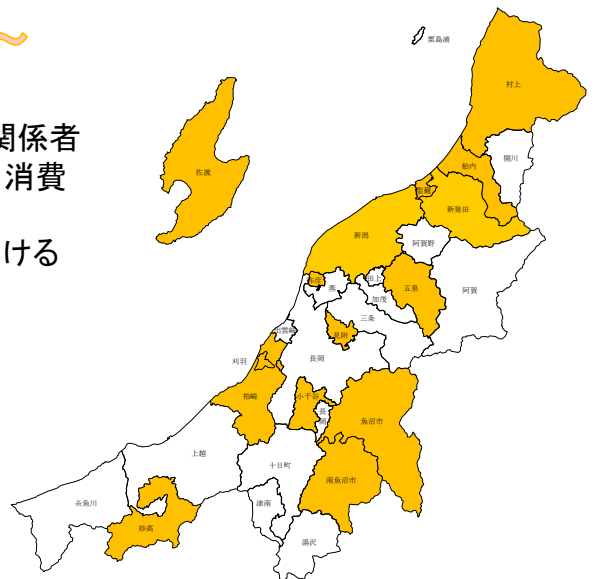 ～
関係者
消費
ける
粟島浦
村上
関川
胎内
聖籠
新発田
佐渡
新潟
阿賀野
弥彦
燕
田上
加茂
五泉
阿賀
三条
見附
出雲崎
長岡
刈羽
柏崎
小千谷
長岡
魚沼市
上越
十日町
南魚沼市
糸魚川
津南
妙高
湯沢